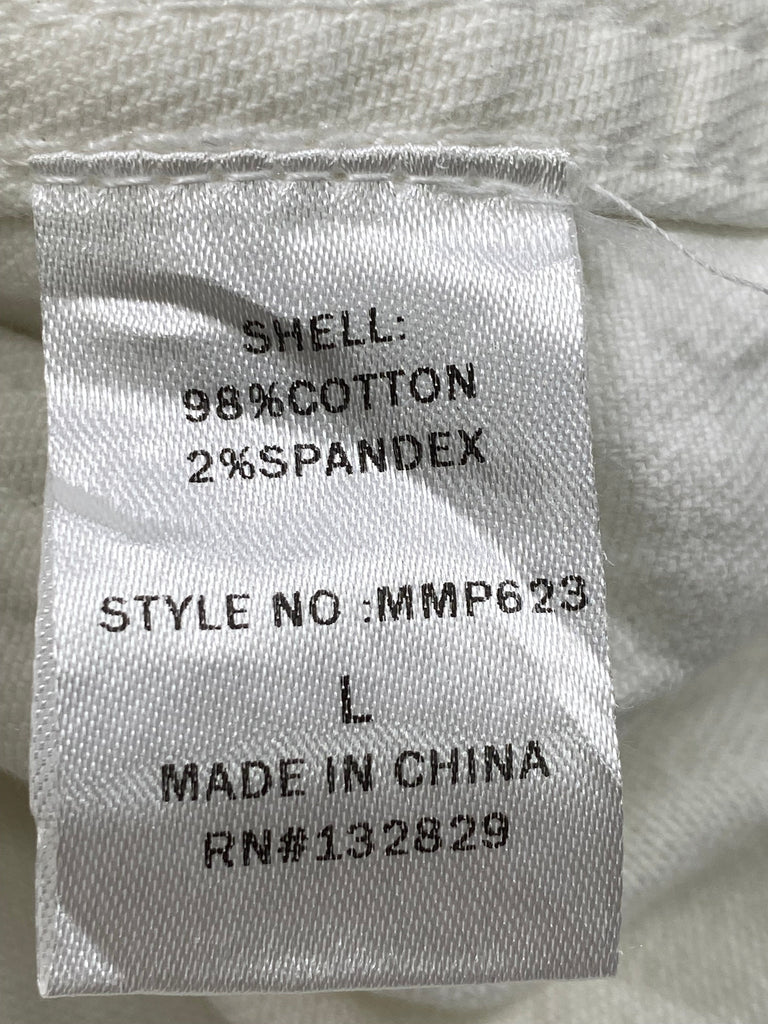 SHELL:
98%COTTON
2%SPANDEX
STYLE NO :MMP623
L
MADE IN CHINA
RN#132829